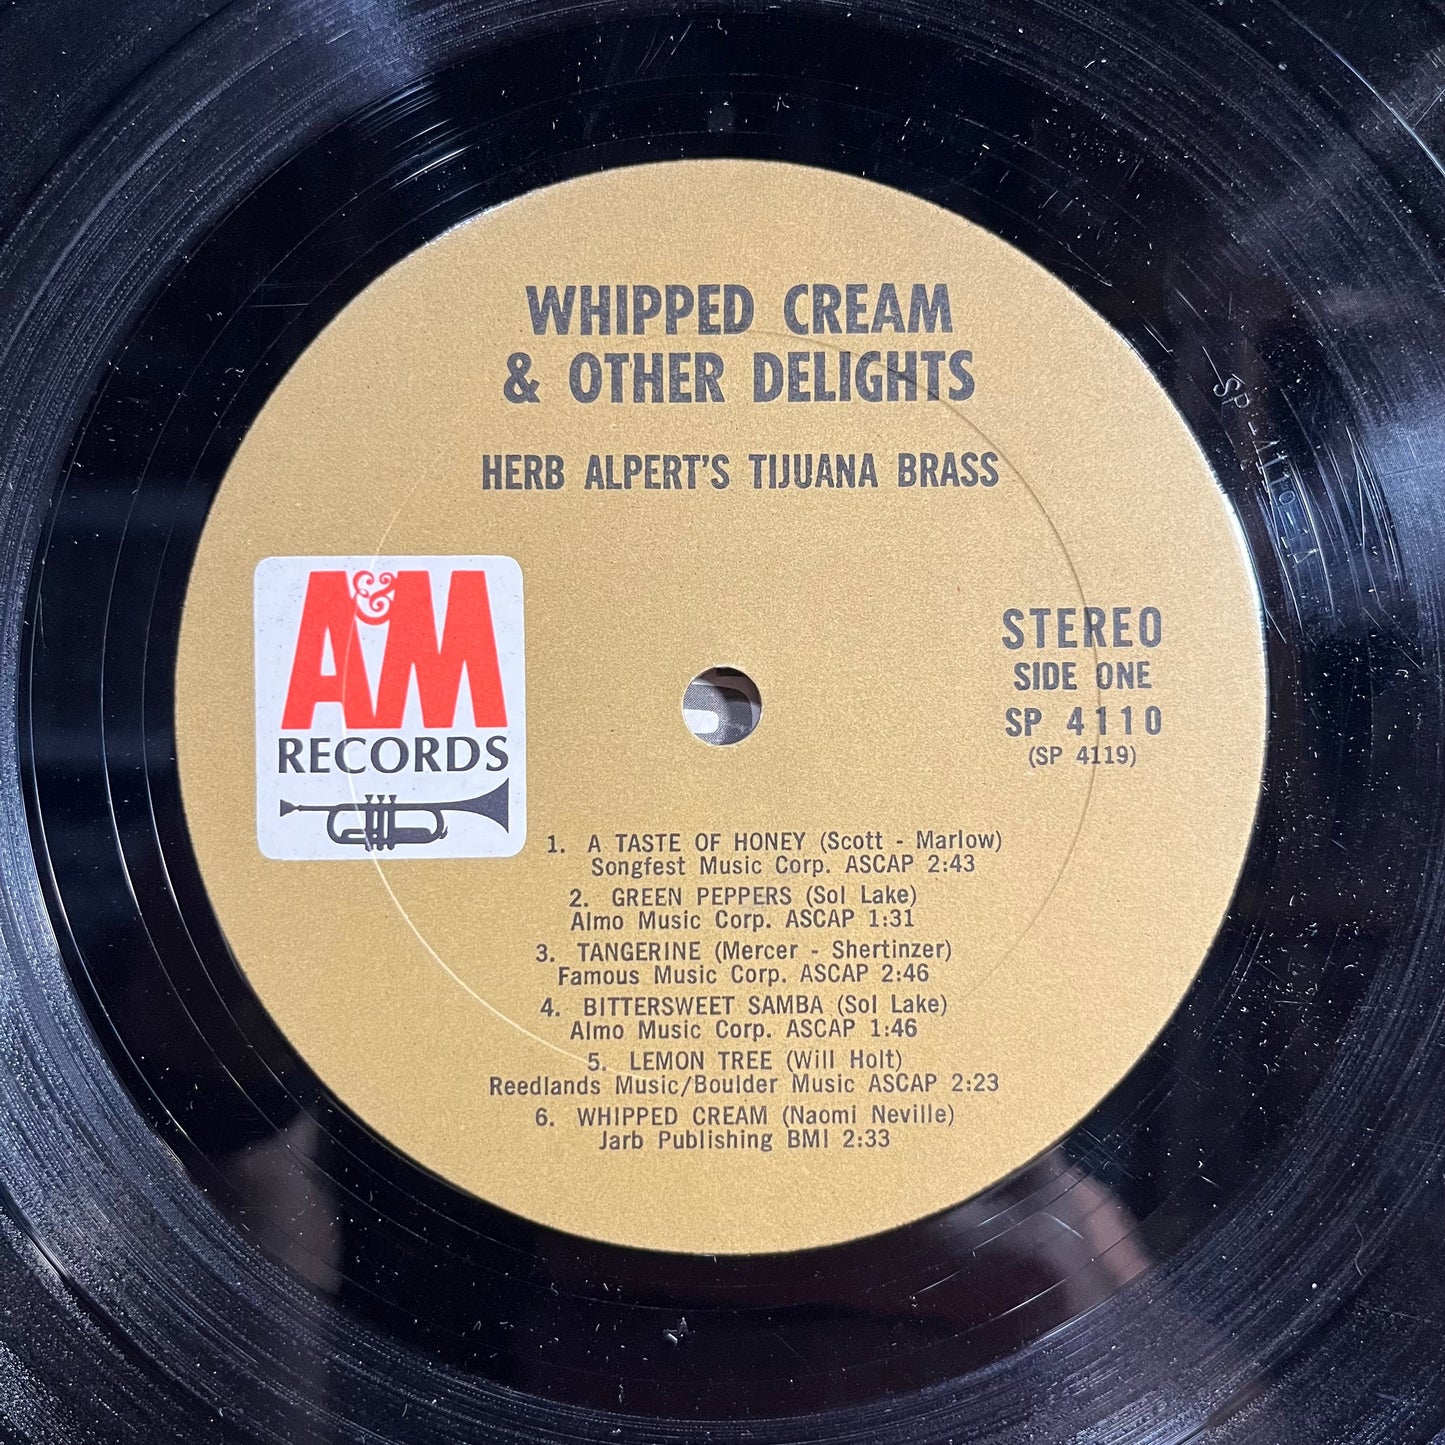 WHIPPED CREAM
& OTHER DELIGHTS
HERB ALPERT'S TIJUANA BRASS
A&M
RECORDS
STEREO
SIDE ONE
SP 4110
(SP 4119)
1. A TASTE OF HONEY (Scott - Marlow)
Songfest Music Corp. ASCAP 2:43
2. GREEN PEPPERS (Sol Lake)
Almo Music Corp. ASCAP 1:31
3. TANGERINE (Mercer - Shertinzer)
Famous Music Corp. ASCAP 2:46
4. BITTERSWEET SAMBA (Sol Lake)
Almo Music Corp. ASCAP 1:46
5. LEMON TREE (Will Holt)
Reedlands Music/Boulder Music ASCAP 2:23
6. WHIPPED CREAM (Naomi Neville)
Jarb Publishing BMI 2:33